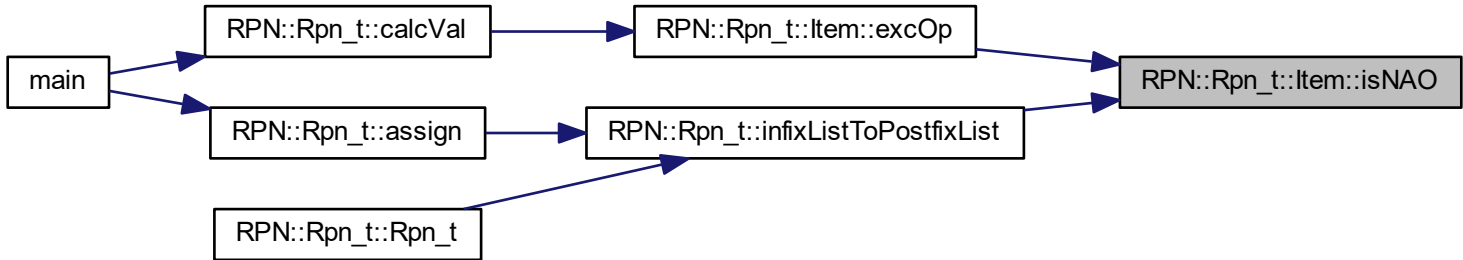 main
RPN::Rpn_t::calcVal
RPN::Rpn_t::Item::excOp
RPN::Rpn_t::Item::isNAO
RPN::Rpn_t::assign
RPN::Rpn_t::infixListToPostfixList
RPN::Rpn_t::Rpn_t